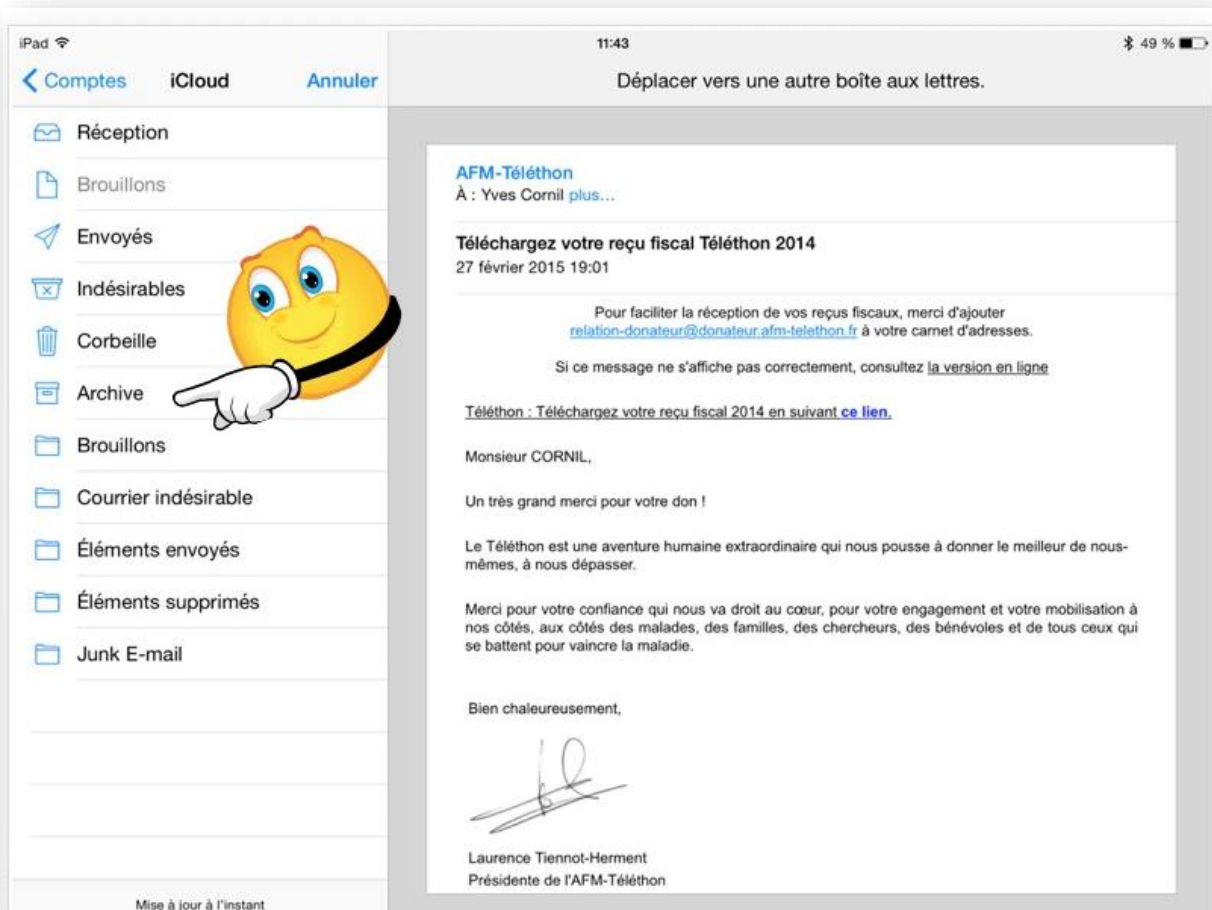 iPad 11:43 49 %
Comptes iCloud Annuler
Déplacer vers une autre boîte aux lettres.
Réception
Brouillons
Envoyés
Indésirables
Corbeille
Archive
Brouillons
Courrier indésirable
Éléments envoyés
Éléments supprimés
Junk E-mail
Mise à jour à l'instant
AFM-Téléthon
À : Yves Cornil plus...
Téléchargez votre reçu fiscal Téléthon 2014
27 février 2015 19:01
Pour faciliter la réception de vos reçus fiscaux, merci d'ajouter
relation-donateur@donateur.afm-telethon.fr à votre carnet d'adresses.
Si ce message ne s'affiche pas correctement, consultez la version en ligne
Téléthon : Téléchargez votre reçu fiscal 2014 en suivant ce lien.
Monsieur CORNIL,
Un très grand merci pour votre don !
Le Téléthon est une aventure humaine extraordinaire qui nous pousse à donner le meilleur de nous-
mêmes, à nous dépasser.
Merci pour votre confiance qui nous va droit au cœur, pour votre engagement et votre mobilisation à
nos côtés, aux côtés des malades, des familles, des chercheurs, des bénévoles et de tous ceux qui
se battent pour vaincre la maladie.
Bien chaleureusement,
Laurence Tiennot-Herment
Présidente de l'AFM-Téléthon